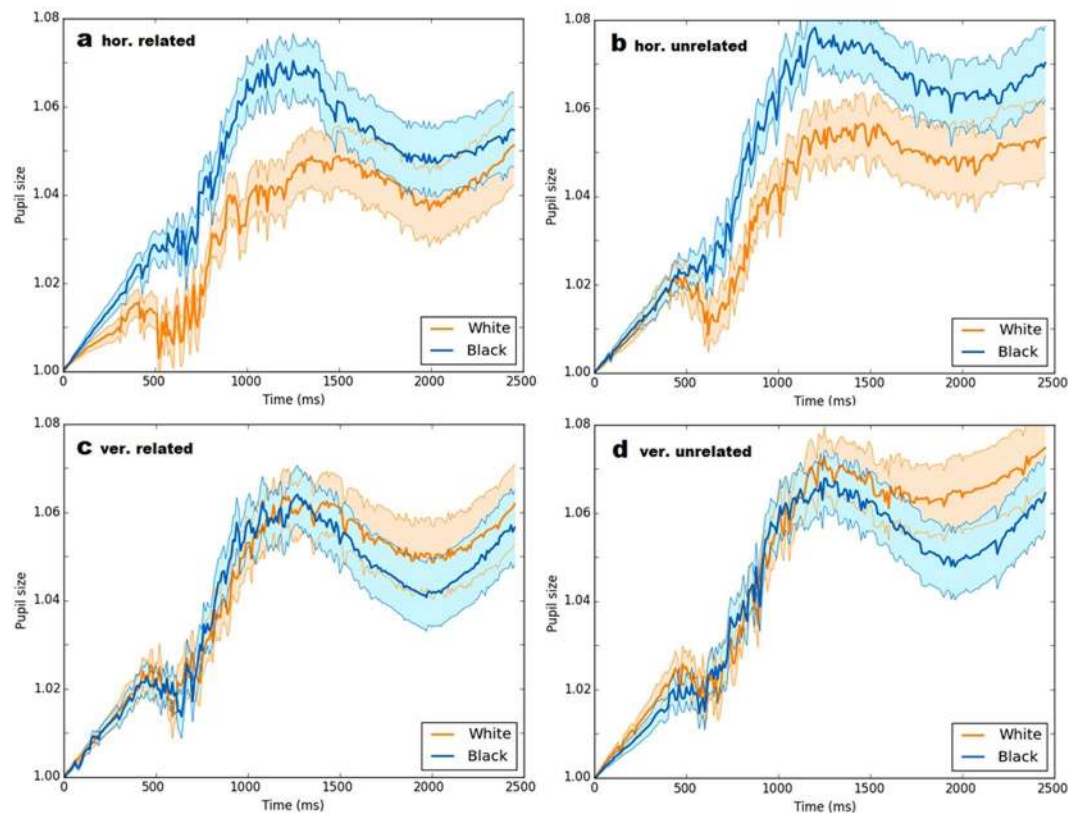 a hor. related
1.08
1.06
1.04
1.02
1.00
Pupil size
0
500
1000
1500
2000
2500
Time (ms)
White
Black
b hor. unrelated
1.08
1.06
1.04
1.02
1.00
Pupil size
0
500
1000
1500
2000
2500
Time (ms)
White
Black
c ver. related
1.08
1.06
1.04
1.02
1.00
Pupil size
0
500
1000
1500
2000
2500
Time (ms)
White
Black
d ver. unrelated
1.08
1.06
1.04
1.02
1.00
Pupil size
0
500
1000
1500
2000
2500
Time (ms)
White
Black